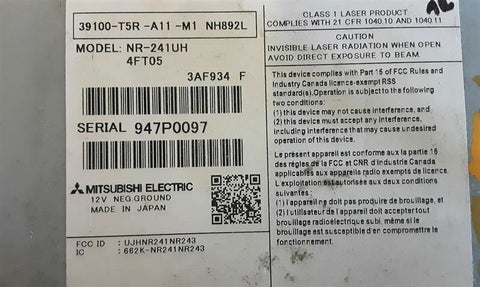 39100-T5R -A11 -M1 NH892L
MODEL: NR-241UH
4FT05
3AF934 F
SERIAL 947P0097
MITSUBISHI ELECTRIC
12V NEG.GROUND
MADE IN JAPAN
FCC ID : UJHNR241NR243
IC : 662K-NR241NR243
CLASS 1 LASER PRODUCT
COMPLIES WITH 21 CFR 1040.10 AND 1040.11
CAUTION
INVISIBLE LASER RADIATION WHEN OPEN
AVOID DIRECT EXPOSURE TO BEAM
This device complies with Part 15 of FCC Rules and
Industry Canada licence-exempt RSS
standard(s).Operation is subject to the following
two conditions:
(1) this device may not cause interference, and
(2) this device must accept any interference,
including interference that may cause undesired
operation of this device.
Le présent appareil est conforme aux la partie 15
des règles de la FCC et CNR d'Industrie Canada
applicables aux appareils radio exempts de licence.
L'exploitation est autorisée aux deux conditions
suivantes:
(1) l'appareil ne doit pas produire de brouillage, et
(2) l'utilisateur de l'appareil doit accepter tout
brouillage radioélectrique subi, même si le
brouillage est susceptible d'en compromettre le
fonctionnement.